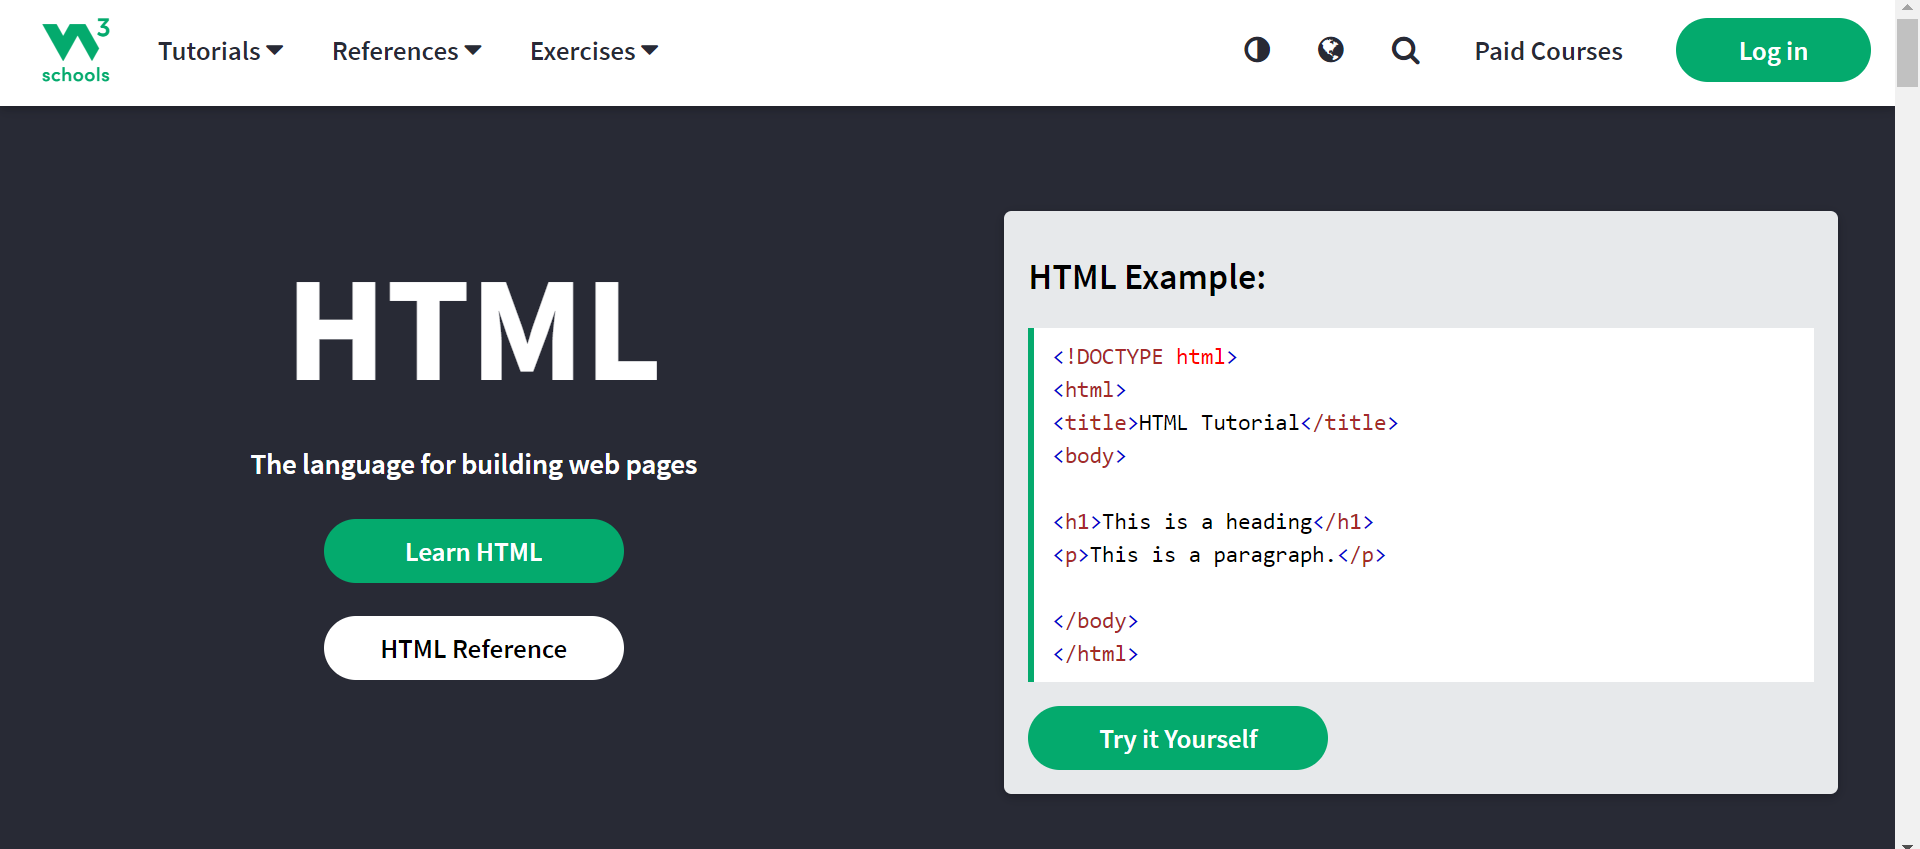 W3 schools
Tutorials References Exercises Paid Courses Log in
HTML
The language for building web pages
Learn HTML
HTML Reference
HTML Example:
<!DOCTYPE html>
<html>
<title>HTML Tutorial</title>
<body>
<h1>This is a heading</h1>
<p>This is a paragraph.</p>
</body>
</html>
Try it Yourself